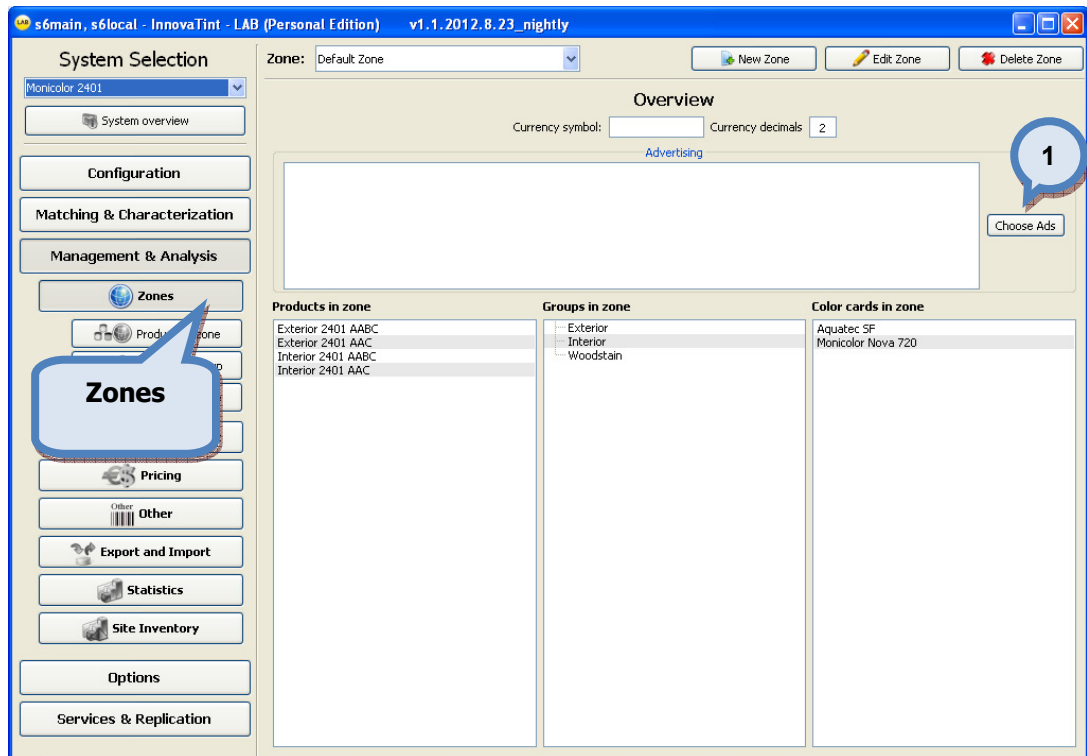 s6main, s6local - InnovaTint - LAB (Personal Edition) v1.1.2012.8.23_nightly
System Selection
Monicolor 2401
System overview
Configuration
Matching & Characterization
Management & Analysis
Zones
Zones
Pricing
Other
Other
Export and Import
Statistics
Site Inventory
Options
Services & Replication
Zone: Default Zone
New Zone
Edit Zone
Delete Zone
Overview
Currency symbol:
Currency decimals 2
Advertising
1
Choose Ads
Products in zone
Exterior 2401 AABC
Exterior 2401 AAC
Interior 2401 AABC
Interior 2401 AAC
Groups in zone
Exterior
Interior
Woodstain
Color cards in zone
Aquatec SF
Monicolor Nova 720